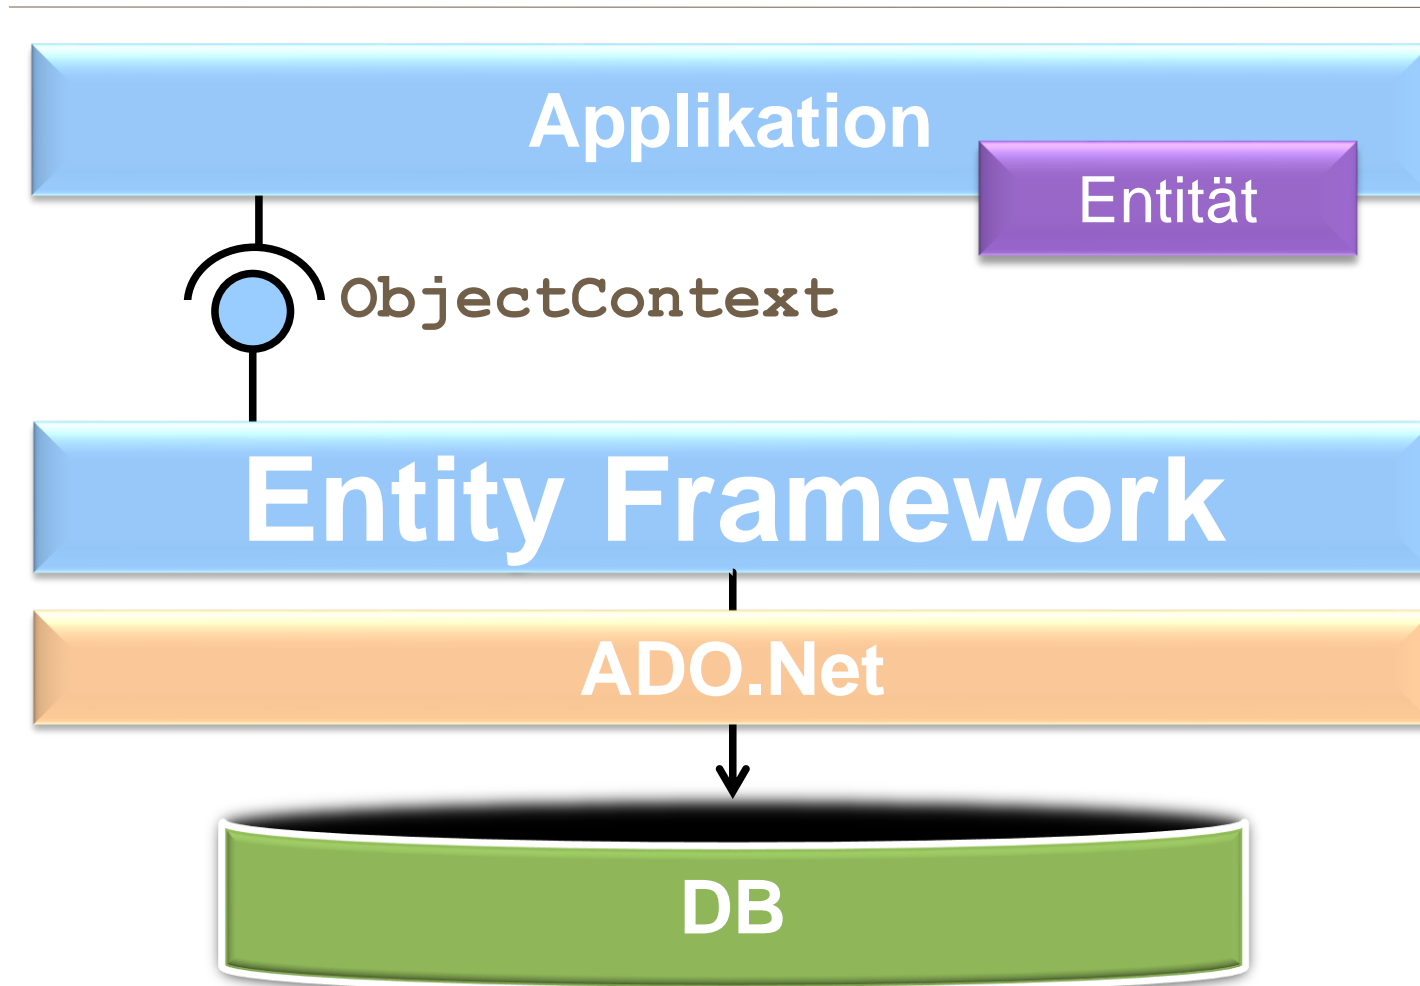 Applikation
Entität
ObjectContext
Entity Framework
ADO.Net
DB